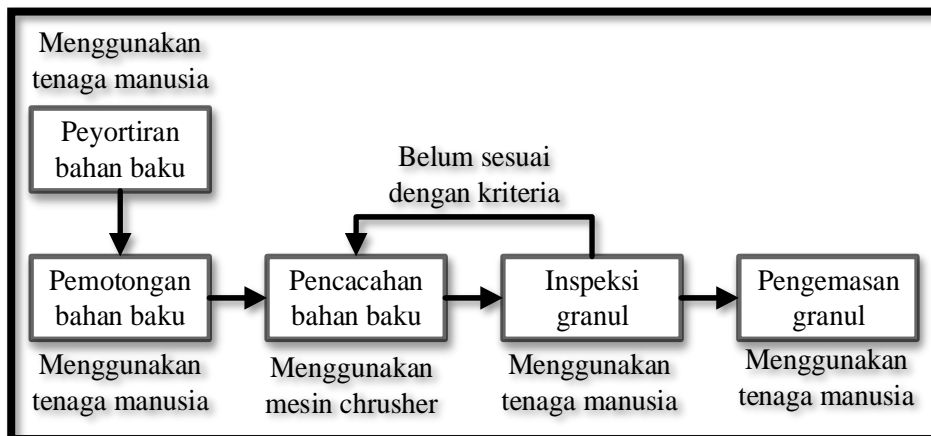 Menggunakan
tenaga manusia
Peyortiran
bahan baku
Belum sesuai
dengan kriteria
Pemotongan
bahan baku
Pencacahan
bahan baku
Inspeksi
granul
Pengemasan
granul
Menggunakan
tenaga manusia
Menggunakan
mesin chrusher
Menggunakan
tenaga manusia
Menggunakan
tenaga manusia